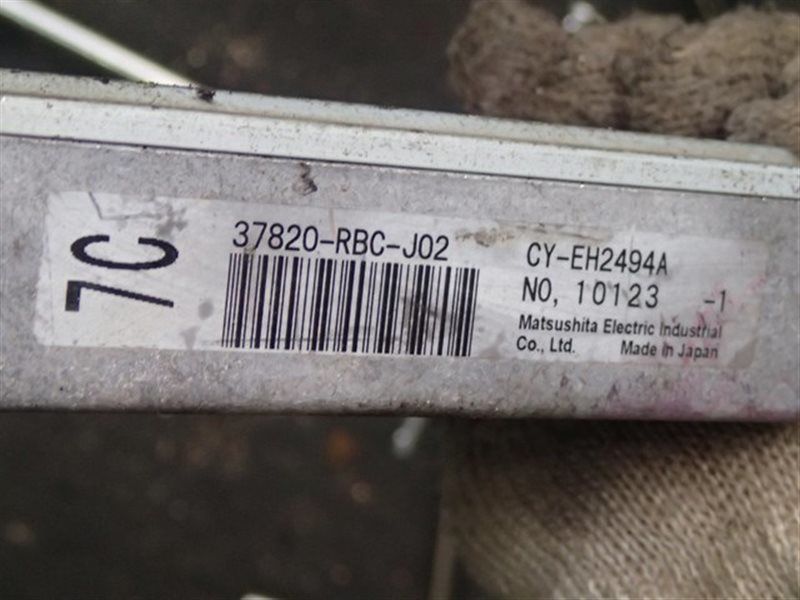 7C
37820-RBC-J02
CY-EH2494A
NO, 10123 -1
Matsushita Electric Industrial
Co., Ltd. Made in Japan